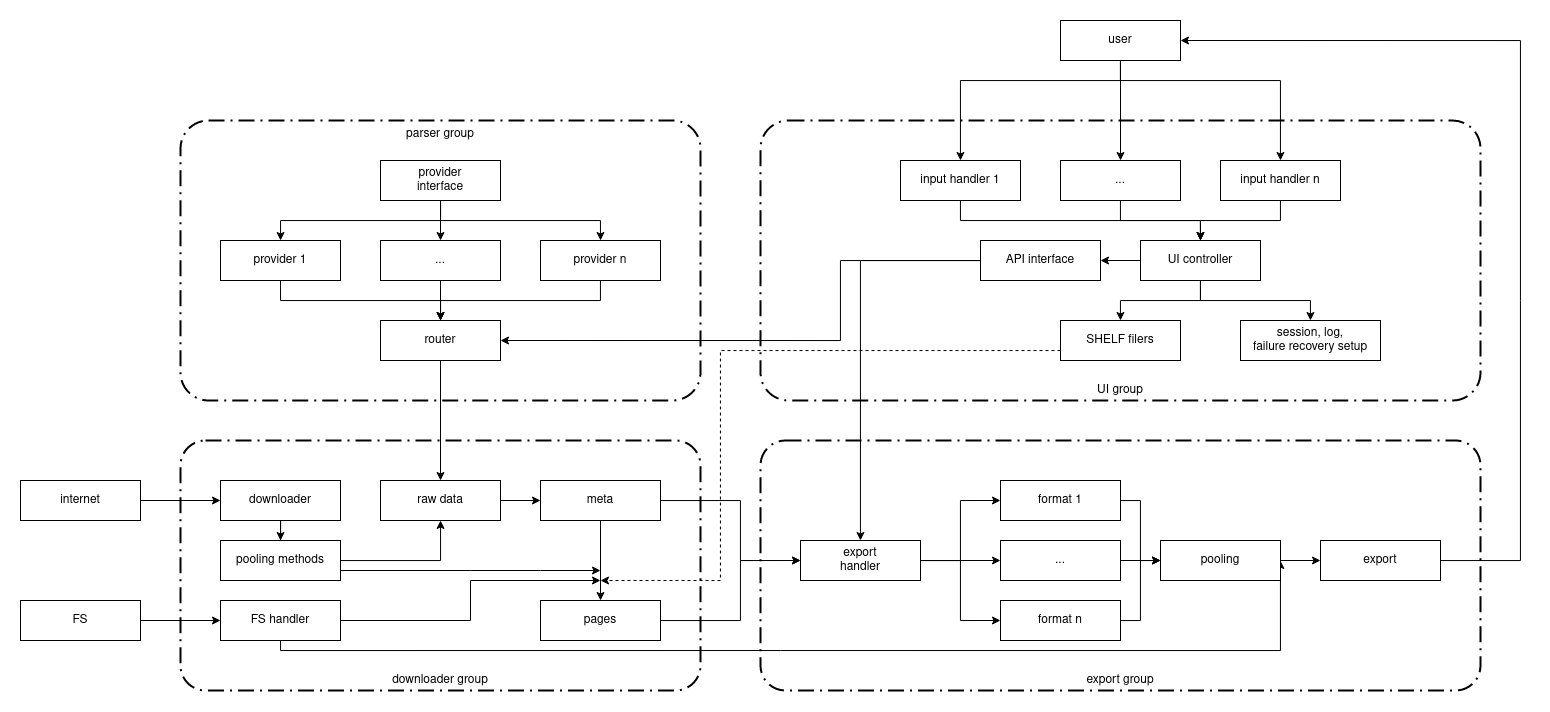 user
parser group
provider
interface
input handler 1
...
input handler n
provider 1
...
provider n
API interface
UI controller
router
SHELF filers
session, log,
failure recovery setup
UI group
internet
downloader
raw data
meta
format 1
pooling methods
export
handler
...
pooling
export
FS
FS handler
pages
format n
downloader group
export group